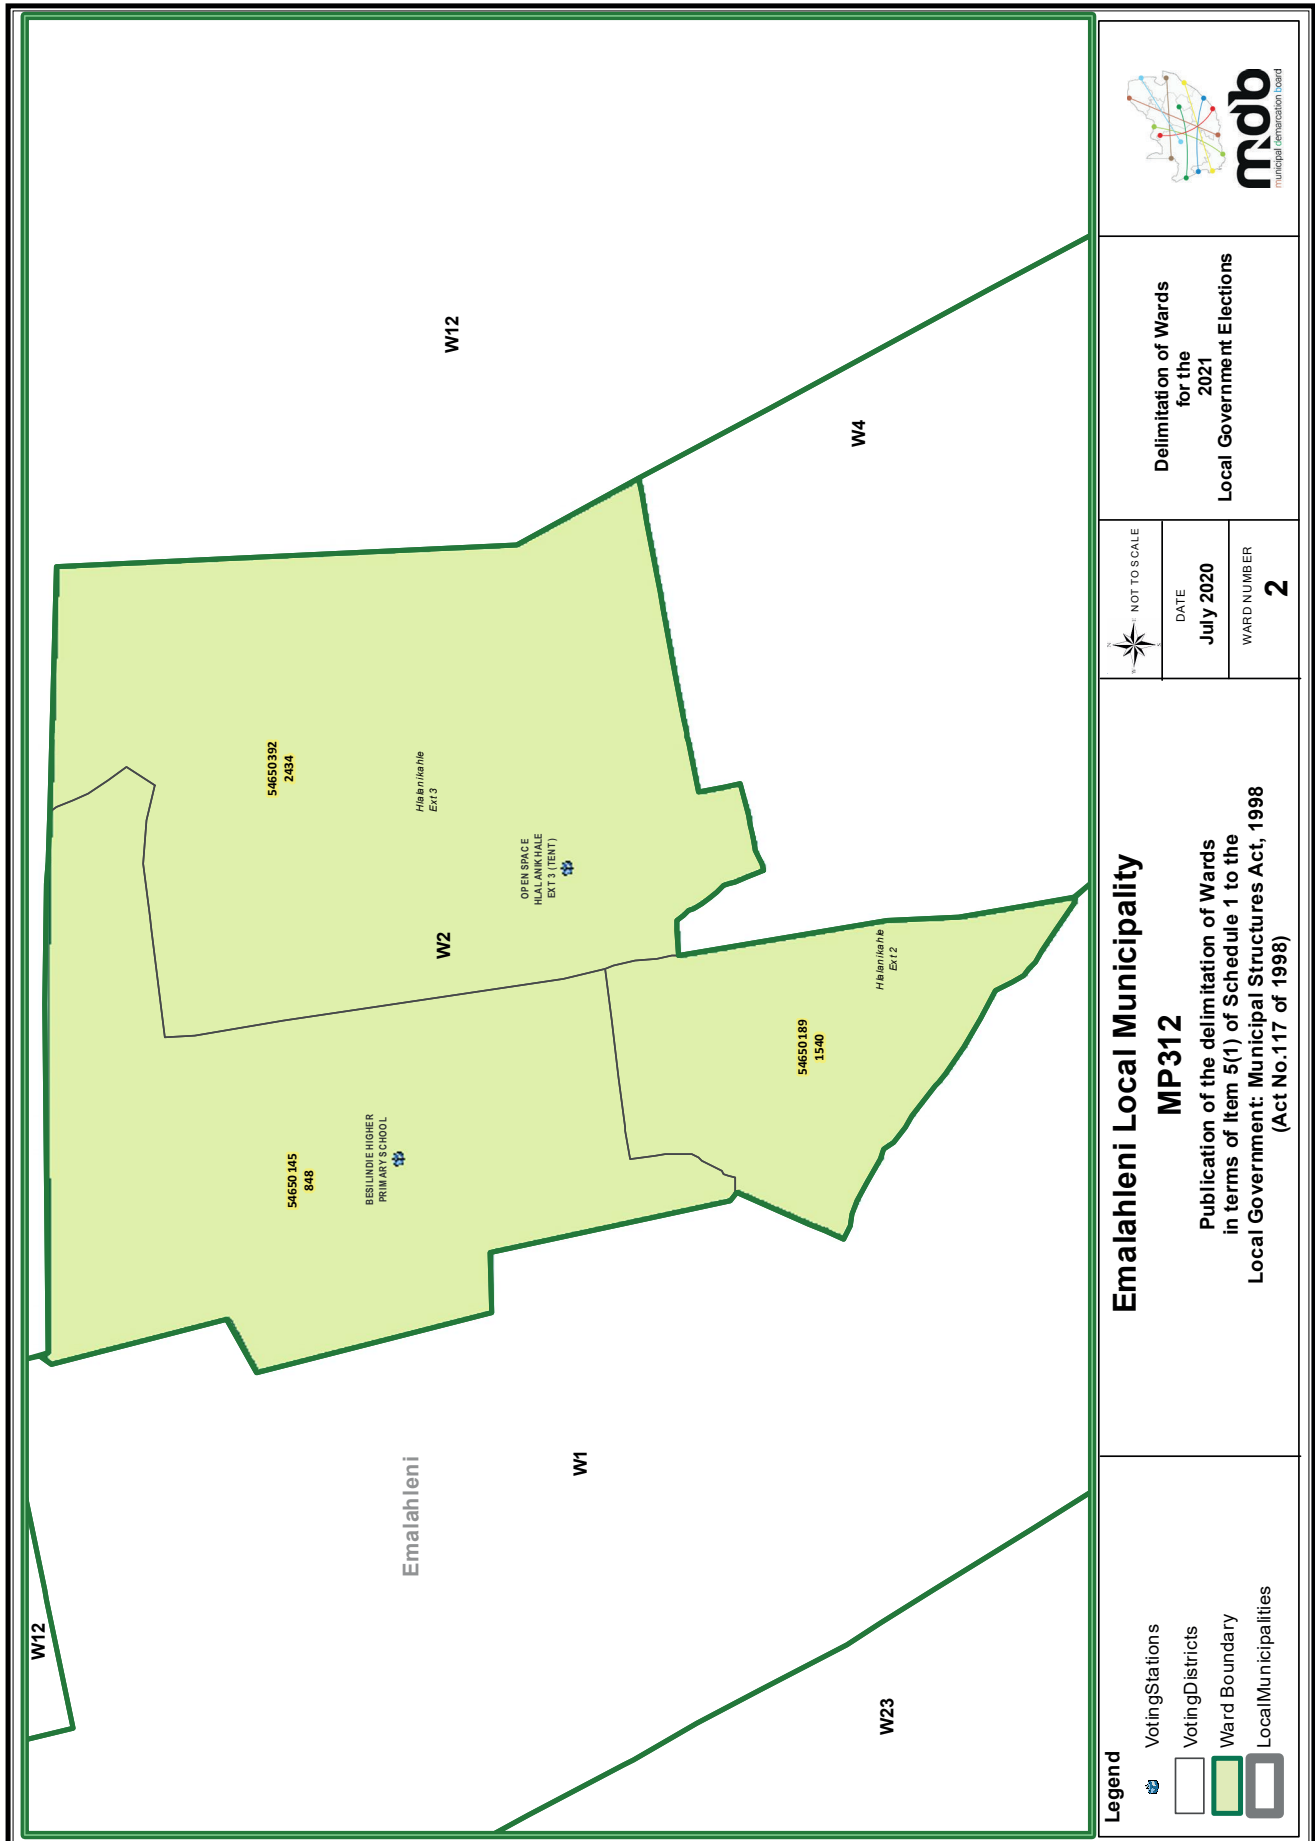 W12
W12
54650392
2434
Hlalanikahle
Ext 3
OPEN SPACE
HLALANIKHALE
EXT 3 (TENT)
W2
54650145
848
BESILINDIE HIGHER
PRIMARY SCHOOL
Emalahleni
W1
W4
Hlalanikahle
Ext 2
54650189
1540
W23
Legend
VotingStations
VotingDistricts
Ward Boundary
LocalMunicipalities
Emalahleni Local Municipality
MP312
Publication of the delimitation of Wards
in terms of Item 5(1) of Schedule 1 to the
Local Government: Municipal Structures Act, 1998
(Act No.117 of 1998)
N
W
E
S
NOT TO SCALE
DATE
July 2020
WARD NUMBER
2
Delimitation of Wards
for the
2021
Local Government Elections
mdb
municipal demarcation board